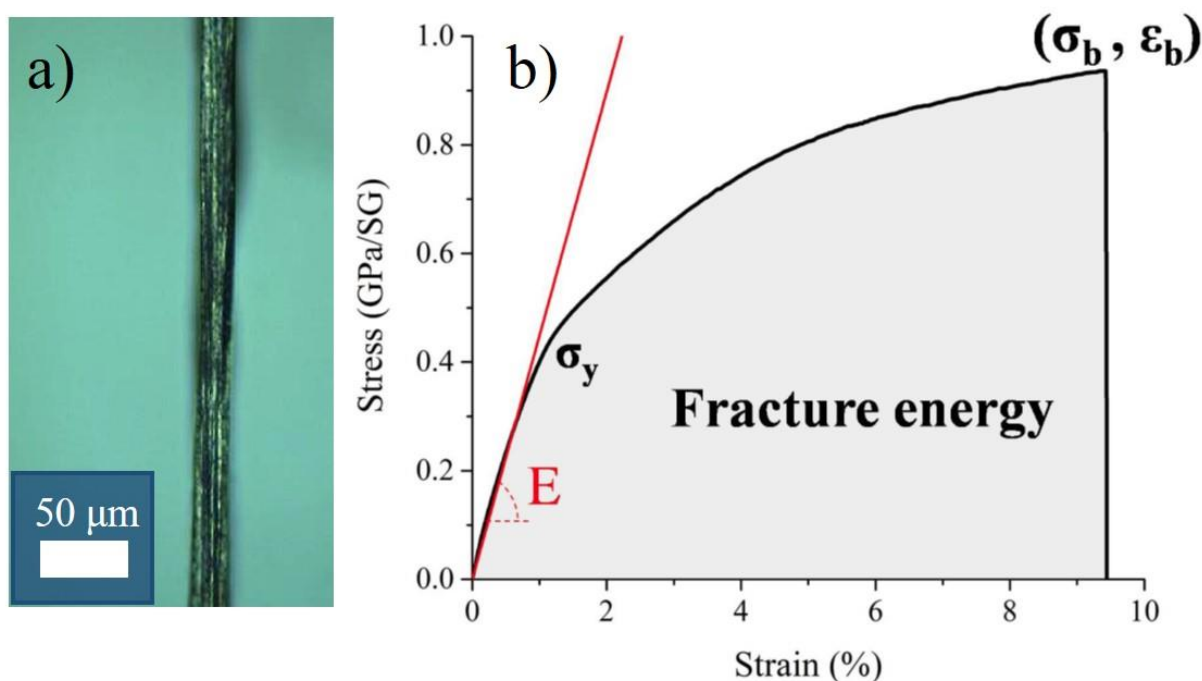 a)
50 μm
b)
(σb , εb)
1.0
0.8
0.6
0.4
0.2
0.0
Stress (GPa/SG)
σy
Fracture energy
E
0 2 4 6 8 10
Strain (%)